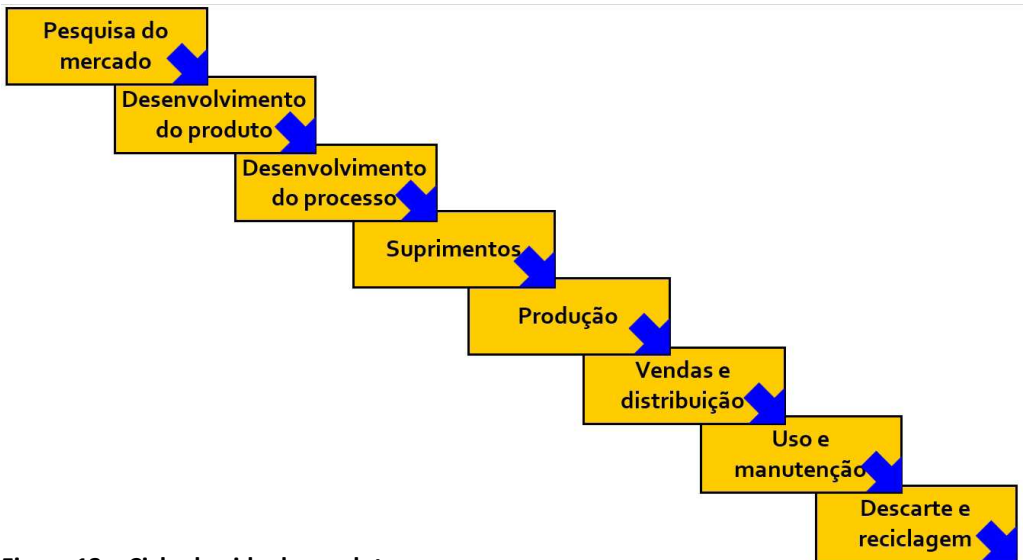 Pesquisa do
mercado
Desenvolvimento
do produto
Desenvolvimento
do processo
Suprimentos
Produção
Vendas e
distribuição
Uso e
manutenção
Descarte e
reciclagem